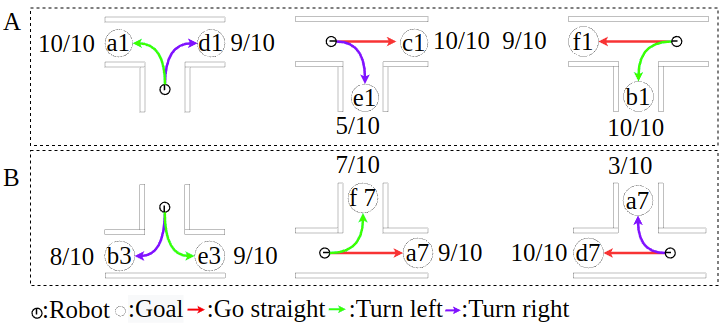 A
10/10 a1 d1 9/10
c1 10/10
e1
5/10
9/10 f1
b1
10/10
B
8/10 b3 e3 9/10
7/10
f 7
a7 9/10
3/10
a7
10/10 d7
:Robot :Goal :Go straight :Turn left :Turn right